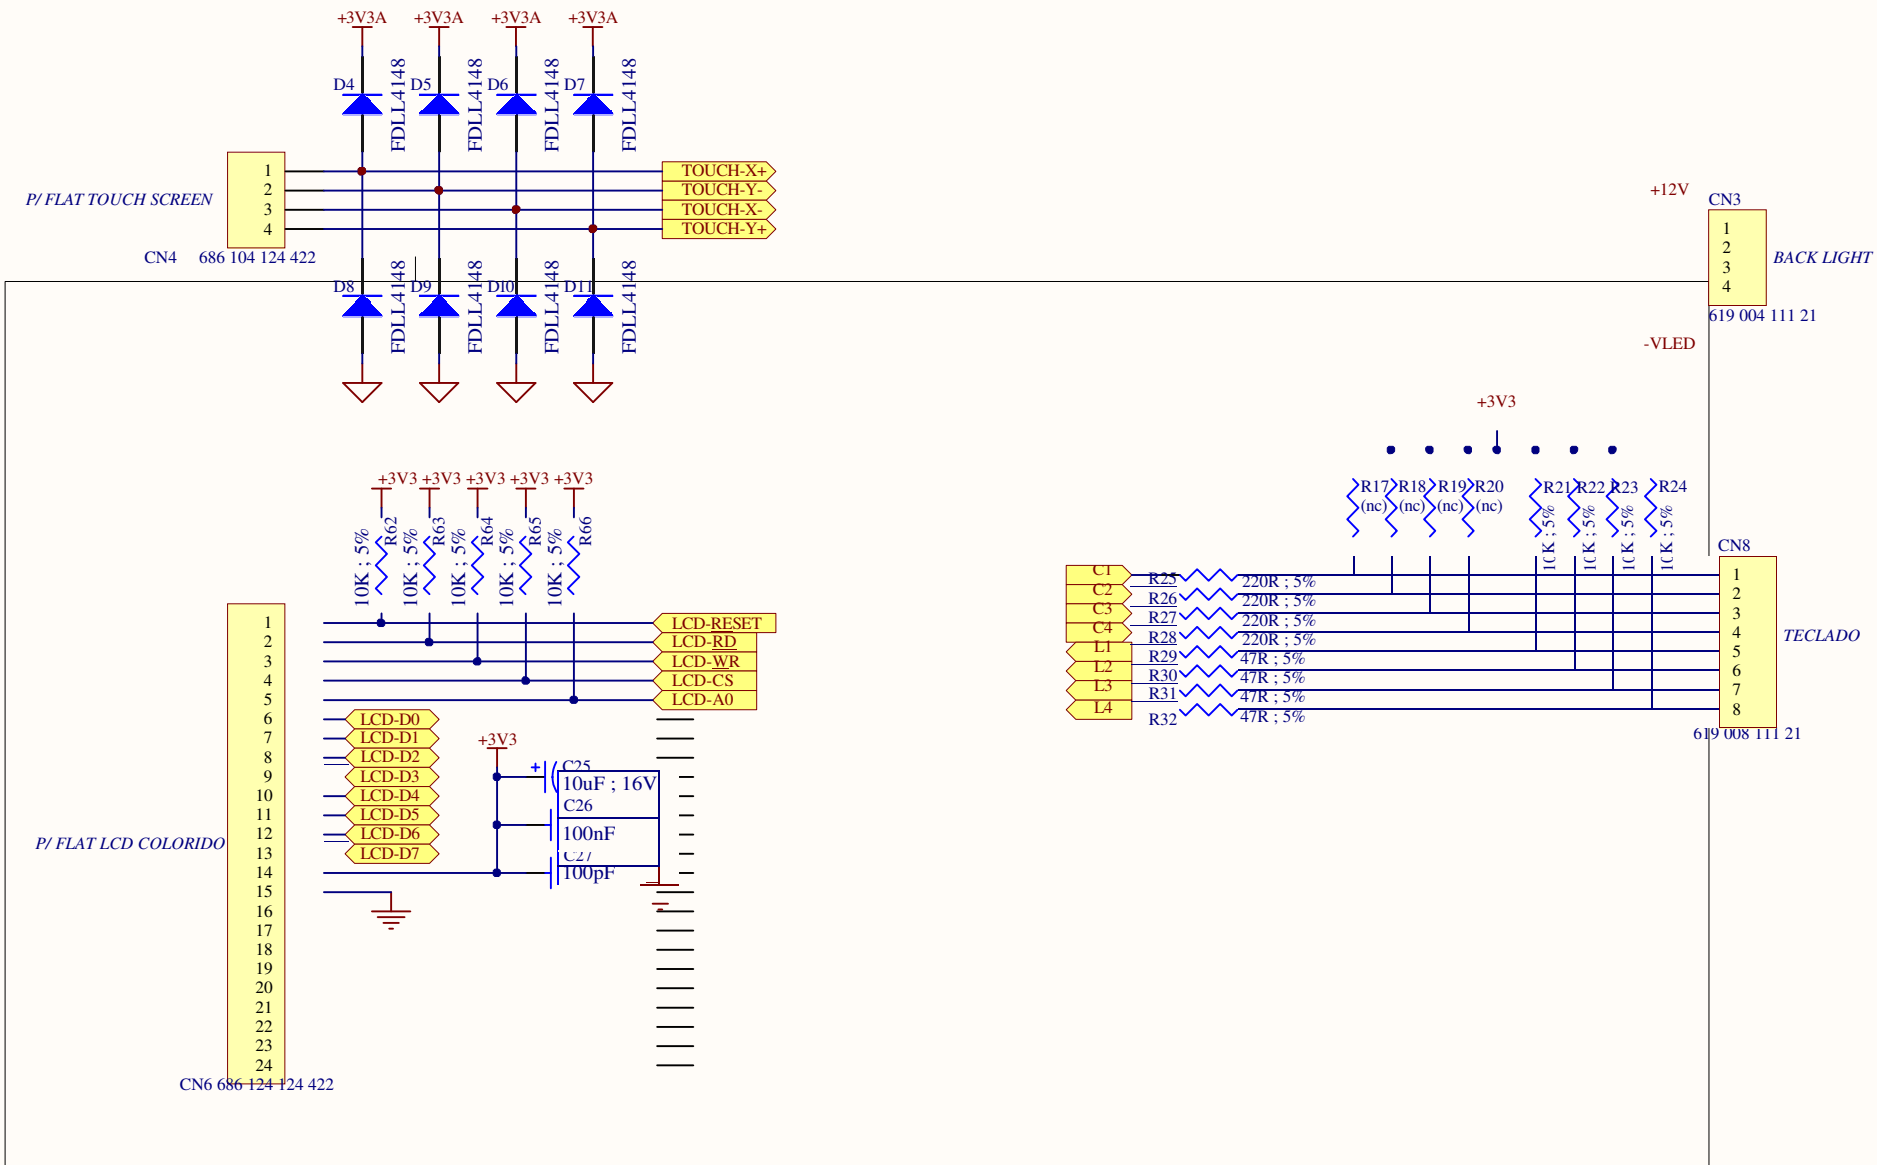 +3V3A +3V3A +3V3A +3V3A
D4 D5 D6 D7
FDLL4148 FDLL4148 FDLL4148 FDLL4148
P/ FLAT TOUCH SCREEN
1
2
3
4
CN4 686 104 124 422
TOUCH-X+
TOUCH-Y-
TOUCH-X-
TOUCH-Y+
D8 D9 D10 D11
FDLL4148 FDLL4148 FDLL4148 FDLL4148
+12V
CN3
1
2
3
4
BACK LIGHT
619 004 111 21
-VLED
+3V3 +3V3 +3V3 +3V3 +3V3
R62 R63 R64 R65 R66
10K ; 5% 10K ; 5% 10K ; 5% 10K ; 5% 10K ; 5%
P/ FLAT LCD COLORIDO
1
2
3
4
5
6
7
8
9
10
11
12
13
14
15
16
17
18
19
20
21
22
23
24
CN6 686 124 124 422
LCD-RESET
LCD-RD
LCD-WR
LCD-CS
LCD-A0
LCD-D0
LCD-D1
LCD-D2
LCD-D3
LCD-D4
LCD-D5
LCD-D6
LCD-D7
+3V3
+ C25
10uF ; 16V
C26
100nF
C27
100pF
+3V3
R17 R18 R19 R20 R21 R22 R23 R24
(nc) (nc) (nc) (nc)
10K ; 5% 10K ; 5% 10K ; 5% 10K ; 5%
C1 R25 220R ; 5%
C2 R26 220R ; 5%
C3 R27 220R ; 5%
C4 R28 220R ; 5%
L1 R29 47R ; 5%
L2 R30 47R ; 5%
L3 R31 47R ; 5%
L4 R32 47R ; 5%
CN8
1
2
3
4
5
6
7
8
TECLADO
619 008 111 21